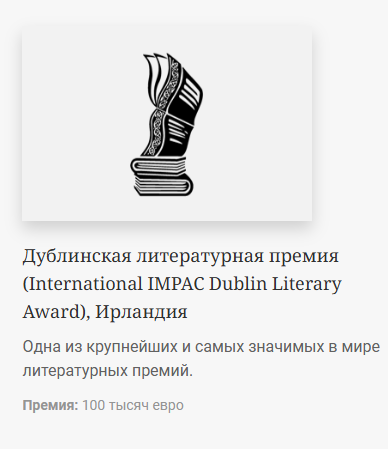 Дублинская литературная премия
(International IMPAC Dublin Literary
Award), Ирландия
Одна из крупнейших и самых значимых в мире
литературных премий.
Премия: 100 тысяч евро